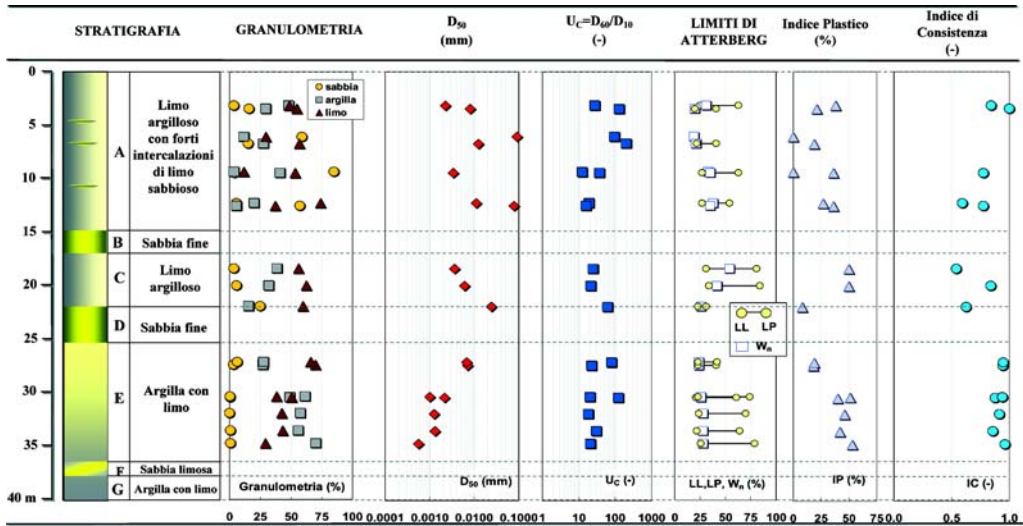 STRATIGRAFIA
GRANULOMETRIA
D50
(mm)
UC=D60/D10
(-)
LIMITI DI
ATTERBERG
Indice Plastico
(%)
Indice di
Consistenza
(-)
0
5
10
15
20
25
30
35
40 m
A
Limo
argilloso
con forti
intercalazioni
di limo
sabbioso
B
Sabbia fine
C
Limo
argilloso
D
Sabbia fine
E
Argilla con
limo
F
Sabbia limosa
G
Argilla con limo
sabbia
argilla
limo
LL LP
Wn
Granulometria (%)
D50 (mm)
UC (-)
LL,LP, Wn (%)
IP (%)
IC (-)
0 25 50 75 100
0.0001 0.0010 0.0100 0.1000
1 10 100 1000
0 25 50 75 100
0 25 50 75
0.0 0.5 1.0